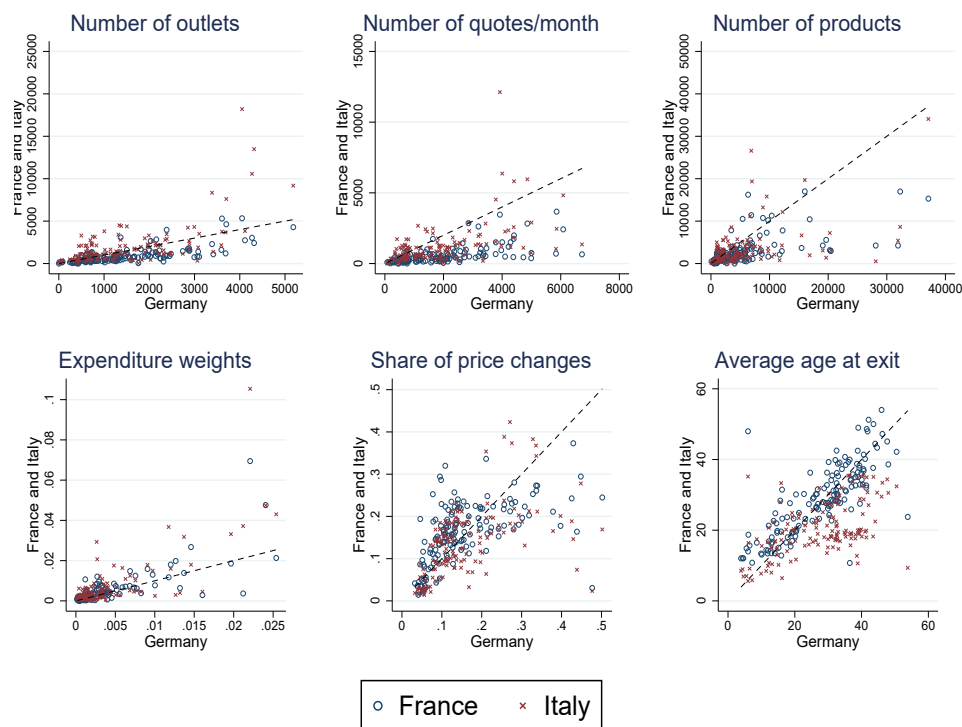 Number of outlets
25000
20000
15000
10000
5000
0
France and Italy
0 1000 2000 3000 4000 5000
Germany
Number of quotes/month
15000
10000
5000
0
France and Italy
0 2000 4000 6000 8000
Germany
Number of products
50000
40000
30000
20000
10000
0
France and Italy
0 10000 20000 30000 40000
Germany
Expenditure weights
.1
.08
.06
.04
.02
0
France and Italy
0 .005 .01 .015 .02 .025
Germany
Share of price changes
.5
.4
.3
.2
.1
0
France and Italy
0 .1 .2 .3 .4 .5
Germany
Average age at exit
60
40
20
0
France and Italy
0 20 40 60
Germany
France Italy